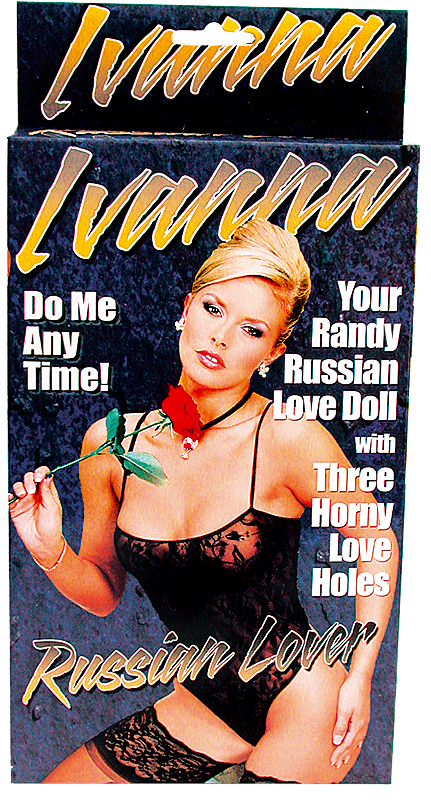 Ivanna
Ivanna
Do Me
Any
Time!
Your
Randy
Russian
Love Doll
with
Three
Horny
Love
Holes
Russian Lover